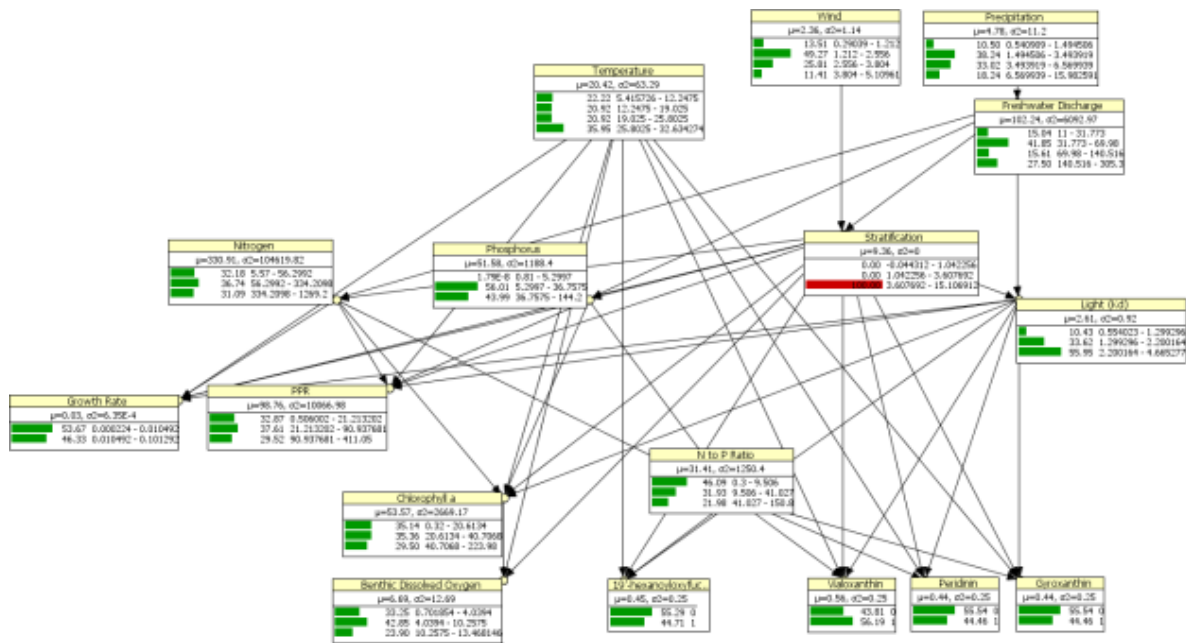 Wind
μ=2.36, σ2=1.14
13.51 0.29039 - 1.212
49.27 1.212 - 2.556
25.81 2.556 - 3.804
11.41 3.804 - 5.10961
Precipitation
μ=4.78, σ2=11.2
10.50 0.540909 - 1.494506
38.24 1.494506 - 3.493919
33.02 3.493919 - 6.569939
18.24 6.569939 - 15.982591
Temperature
μ=20.42, σ2=63.29
22.22 5.415726 - 12.2475
20.92 12.2475 - 19.025
20.92 19.025 - 25.8025
35.95 25.8025 - 32.634274
Freshwater Discharge
μ=102.24, σ2=6092.97
15.04 11 - 31.773
41.85 31.773 - 69.98
15.61 69.98 - 140.516
27.50 140.516 - 305.3
Nitrogen
μ=330.91, σ2=104619.82
32.18 5.57 - 56.2992
36.74 56.2992 - 334.2098
31.09 334.2098 - 1269.2
Phosphorus
μ=51.58, σ2=1188.4
1.79E-8 0.81 - 5.2997
56.01 5.2997 - 36.7575
43.99 36.7575 - 144.2
Stratification
μ=9.36, σ2=0
0.00 -0.044312 - 1.042256
0.00 1.042256 - 3.607692
100.00 3.607692 - 15.106912
Light (kd)
μ=2.61, σ2=0.92
10.43 0.554023 - 1.299296
33.62 1.299296 - 2.200164
55.95 2.200164 - 4.665277
Growth Rate
μ=0.03, σ2=6.35E-4
53.67 0.000224 - 0.010492
46.33 0.010492 - 0.101292
PPR
μ=98.76, σ2=10066.98
32.87 0.506002 - 21.213202
37.61 21.213202 - 90.937681
29.52 90.937681 - 411.05
N to P Ratio
μ=31.41, σ2=1250.4
46.09 0.3 - 9.506
31.93 9.506 - 41.027
21.98 41.027 - 150.8
Chlorophyll a
μ=53.57, σ2=2669.17
35.14 0.32 - 20.6134
35.36 20.6134 - 40.7068
29.50 40.7068 - 223.98
Benthic Dissolved Oxygen
μ=6.69, σ2=12.69
33.25 0.701854 - 4.0394
42.85 4.0394 - 10.2575
23.90 10.2575 - 13.468146
19'-hexanoyloxyfuc...
μ=0.45, σ2=0.25
55.29 0
44.71 1
Violoxanthin
μ=0.56, σ2=0.25
43.81 0
56.19 1
Peridinin
μ=0.44, σ2=0.25
55.54 0
44.46 1
Gyroxanthin
μ=0.44, σ2=0.25
55.54 0
44.46 1